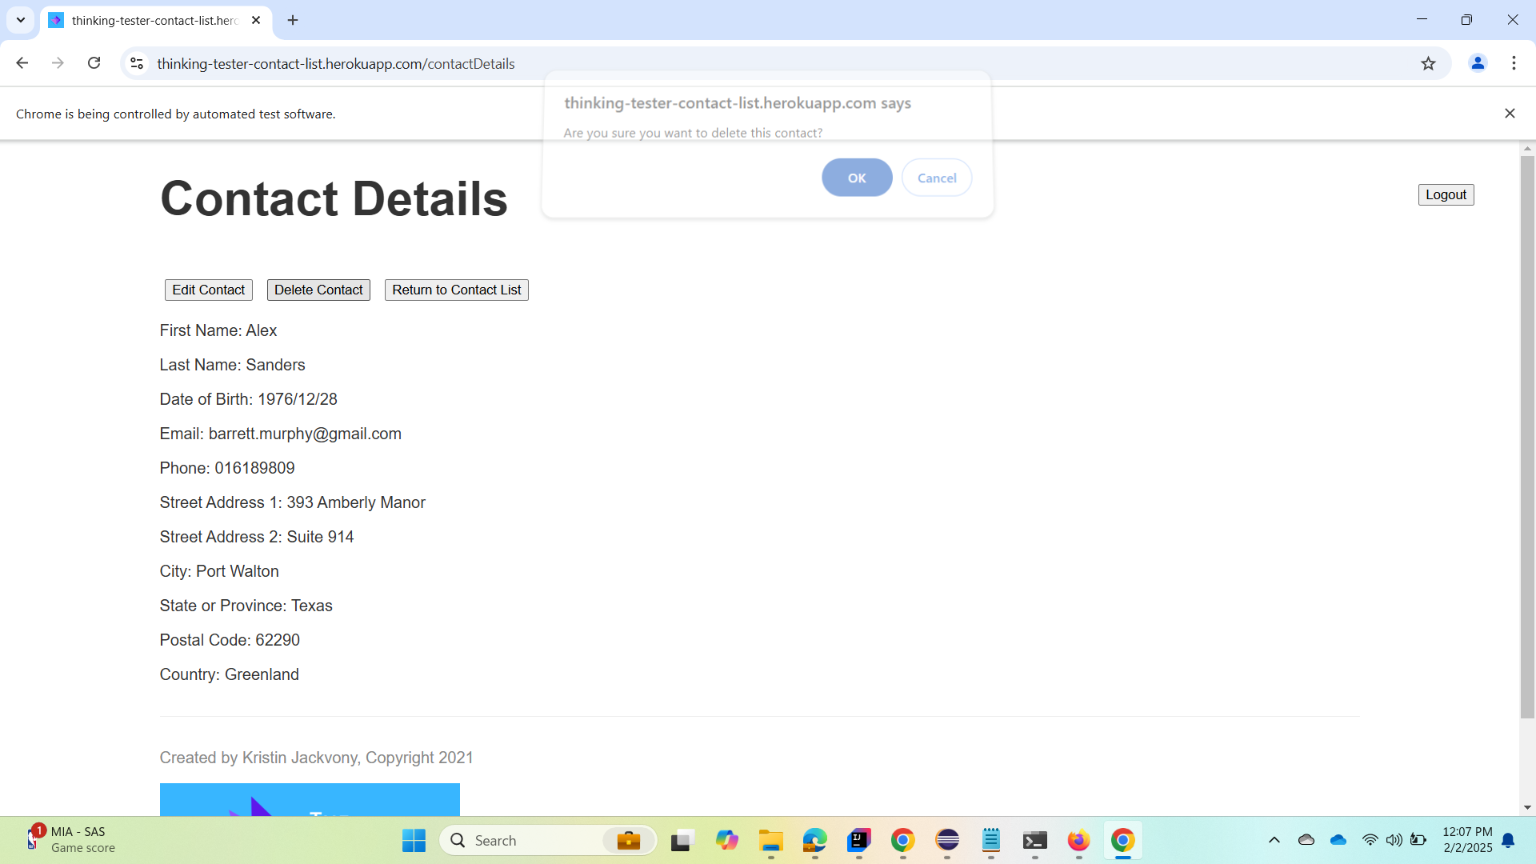 thinking-tester-contact-list.herc
thinking-tester-contact-list.herokuapp.com/contactDetails
Chrome is being controlled by automated test software.
thinking-tester-contact-list.herokuapp.com says
Are you sure you want to delete this contact?
OK
Cancel
Contact Details
Logout
Edit Contact
Delete Contact
Return to Contact List
First Name: Alex
Last Name: Sanders
Date of Birth: 1976/12/28
Email: barrett.murphy@gmail.com
Phone: 016189809
Street Address 1: 393 Amberly Manor
Street Address 2: Suite 914
City: Port Walton
State or Province: Texas
Postal Code: 62290
Country: Greenland
Created by Kristin Jackvony, Copyright 2021
1
MIA - SAS
Game score
Search
12:07 PM
2/2/2025